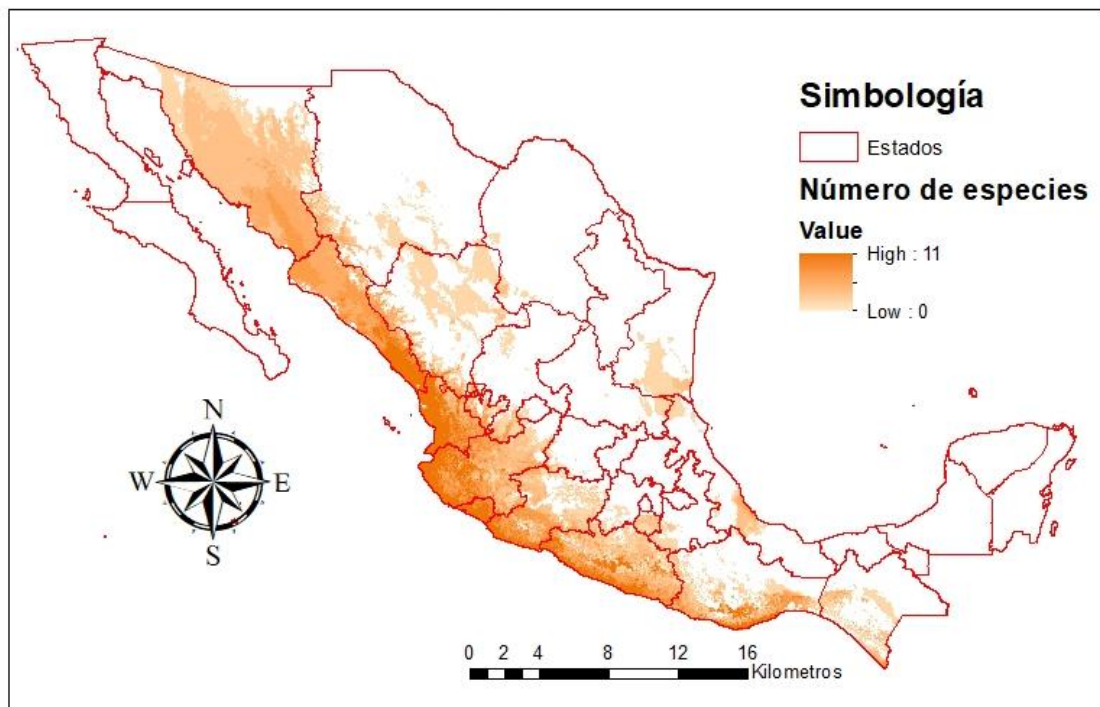 Simbología
Estados
Número de especies
Value
High : 11
Low : 0
N
W E
S
0 2 4 8 12 16
Kilometros